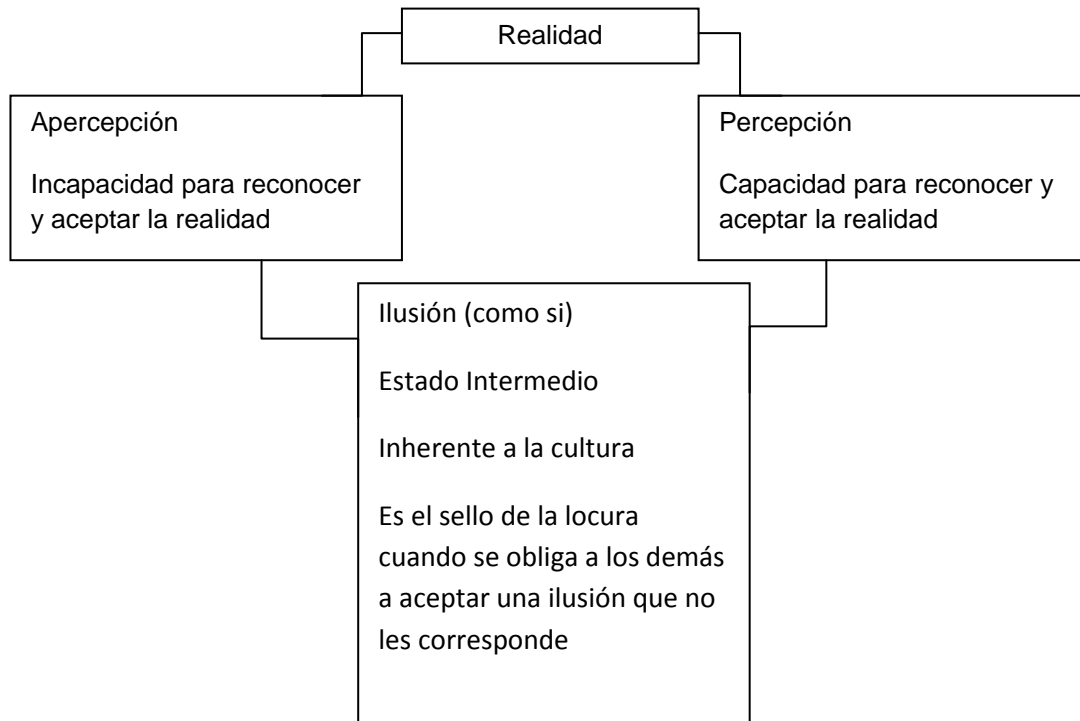 Realidad
Apercepción
Incapacidad para reconocer
y aceptar la realidad
Percepción
Capacidad para reconocer y
aceptar la realidad
Ilusión (como si)
Estado Intermedio
Inherente a la cultura
Es el sello de la locura
cuando se obliga a los demás
a aceptar una ilusión que no
les corresponde